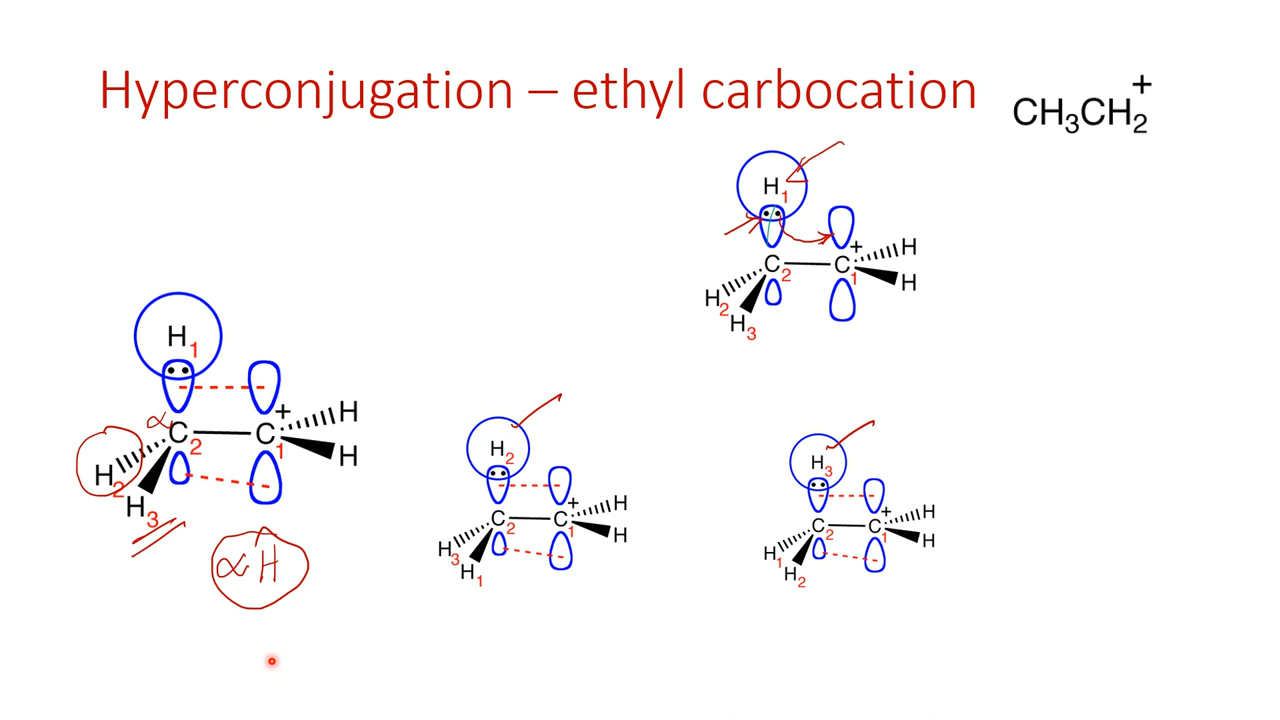 Hyperconjugation – ethyl carbocation
CH3CH2+
H1
C2 C1+ H
H
H2
H3
H1
α C2 C1+ H
H
H2
H3
αH
H2
C2 C1+ H
H
H3
H1
H3
C2 C1+ H
H
H1
H2